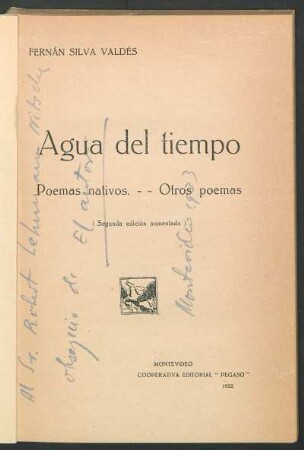 FERNÁN SILVA VALDÉS
Agua del tiempo
Poemas nativos. - - Otros poemas
Segunda edición aumentada
MONTEVIDEO
COOPERATIVA EDITORIAL " PEGASO "
1922
Al Sr. Robert Lehmann Nitsche
obsequio de El autor
Montevideo 1923